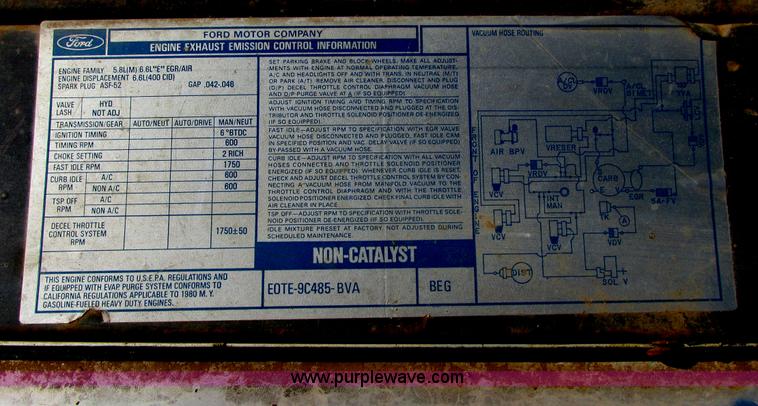 Ford
FORD MOTOR COMPANY
ENGINE EXHAUST EMISSION CONTROL INFORMATION
VACUUM HOSE ROUTING
ENGINE FAMILY 5.8L(M) 6.6L"E" EGR/AIR
ENGINE DISPLACEMENT 6.6L(400 CID)
SPARK PLUG ASF-52 GAP .042-.046
VALVE LASH HYD NOT ADJ
TRANSMISSION/GEAR AUTO/NEUT AUTO/DRIVE MAN/NEUT
IGNITION TIMING 6°BTDC
TIMING RPM 600
CHOKE SETTING 2 RICH
FAST IDLE RPM 1750
CURB IDLE RPM A/C 600
NON A/C 600
TSP OFF RPM A/C
NON A/C
DECEL THROTTLE CONTROL SYSTEM RPM 1750±50
SET PARKING BRAKE AND BLOCK WHEELS. MAKE ALL ADJUST-
MENTS WITH ENGINE AT NORMAL OPERATING TEMPERATURE,
A/C AND HEADLIGHTS OFF AND WITH TRANS. IN NEUTRAL (M/T)
OR PARK (A/T). REMOVE AIR CLEANER. DISCONNECT AND PLUG
(D/P) DECEL THROTTLE CONTROL DIAPHRAGM VACUUM HOSE
AND D/P PURGE VALVE AT (IF SO EQUIPPED).
ADJUST IGNITION TIMING AND TIMING RPM TO SPECIFICATION
WITH VACUUM HOSE DISCONNECTED AND PLUGGED AT THE DIS-
TRIBUTOR AND THROTTLE SOLENOID POSITIONER DE-ENERGIZED
(IF SO EQUIPPED).
FAST IDLE—ADJUST RPM TO SPECIFICATION WITH EGR VALVE
VACUUM HOSE DISCONNECTED AND PLUGGED, FAST IDLE CAM
IN SPECIFIED POSITION AND VAC. DELAY VALVE (IF SO EQUIPPED)
BY-PASSED WITH A VACUUM HOSE.
CURB IDLE—ADJUST RPM TO SPECIFICATION WITH ALL VACUUM
HOSES CONNECTED AND THROTTLE SOLENOID POSITIONER
ENERGIZED (IF SO EQUIPPED). WHENEVER CURB IDLE IS RESET,
CHECK AND ADJUST DECEL THROTTLE CONTROL SYSTEM BY CON-
NECTING A VACUUM HOSE FROM MANIFOLD VACUUM TO THE
THROTTLE CONTROL DIAPHRAGM AND WITH THE THROTTLE
SOLENOID POSITIONER ENERGIZED. CHECK FINAL CURB IDLE WITH
AIR CLEANER IN PLACE.
TSP OFF—ADJUST RPM TO SPECIFICATION WITH THROTTLE SOLE-
NOID POSITIONER DE-ENERGIZED (IF SO EQUIPPED).
IDLE MIXTURE PRESET AT FACTORY. NOT ADJUSTED DURING
SCHEDULED MAINTENANCE.
NON-CATALYST
THIS ENGINE CONFORMS TO U.S.E.P.A. REGULATIONS AND
IF EQUIPPED WITH EVAP PURGE SYSTEM CONFORMS TO
CALIFORNIA REGULATIONS APPLICABLE TO 1980 M.Y.
GASOLINE-FUELED HEAVY DUTY ENGINES.
E0TE-9C485-BVA
BEG
VRDV
A/CL
BI MET
AIR BPV
VRESER
VRDV
CARB
EGR
SA-FV
INT
MAN
VCV
VCV
VCV
TK
A
VDV
SOL V
www.purplewave.com